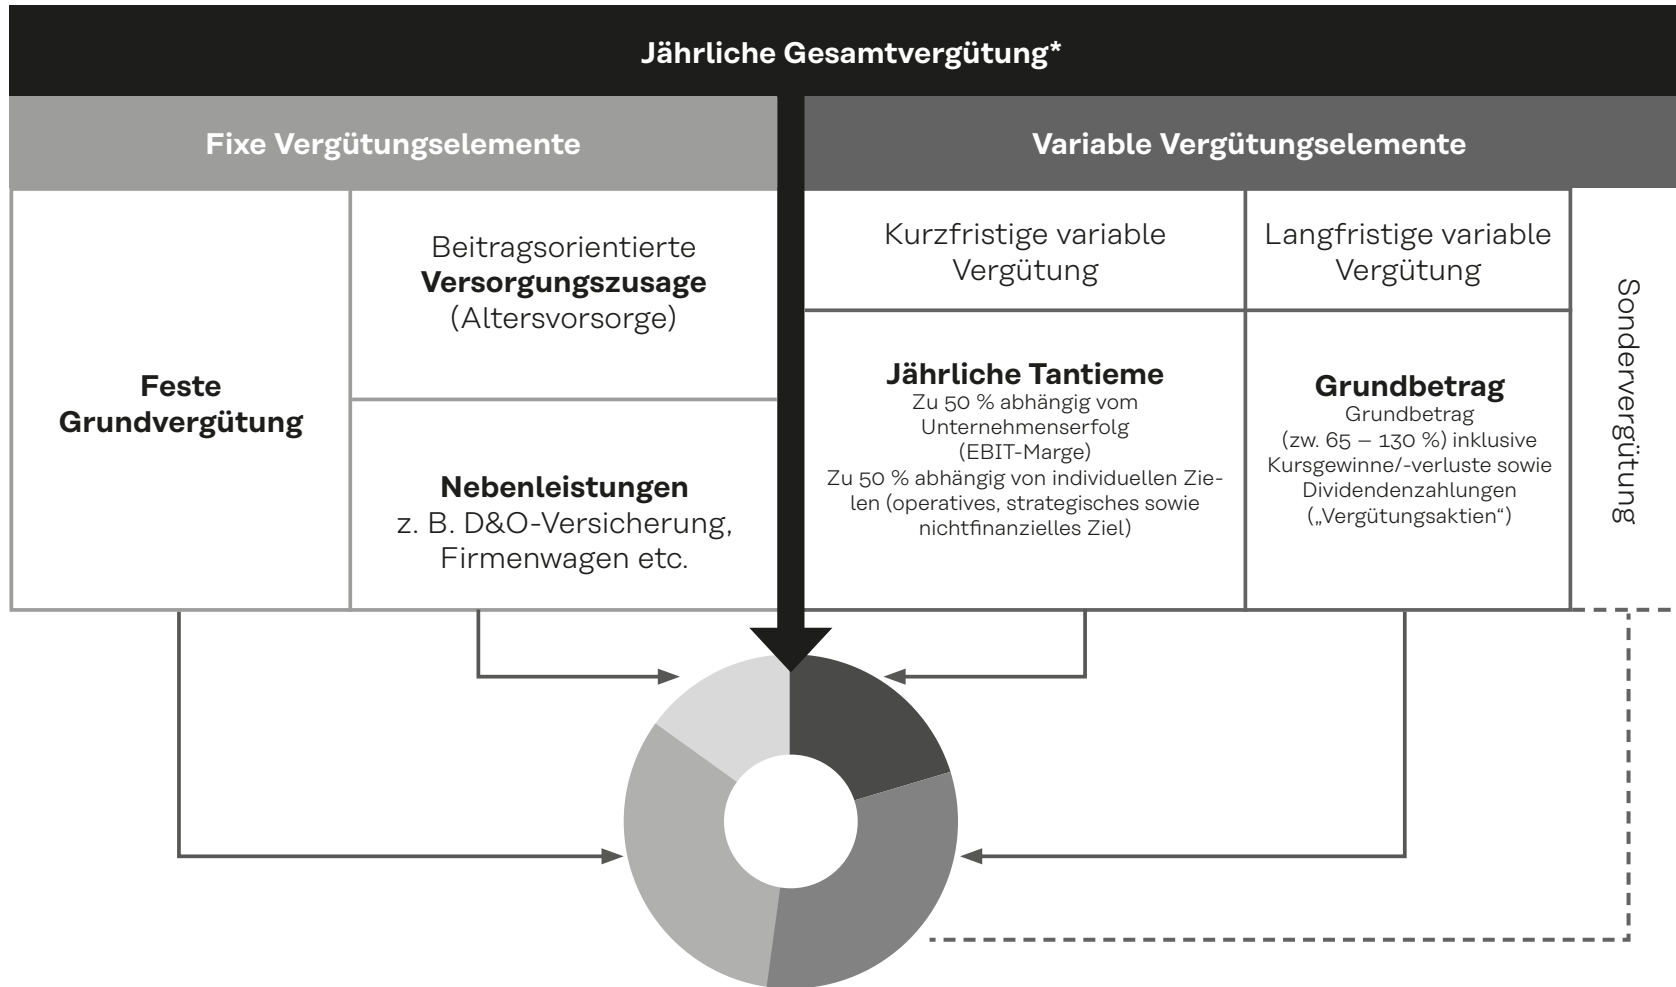 Jährliche Gesamtvergütung*
Fixe Vergütungselemente
Variable Vergütungselemente
Feste
Grundvergütung
Beitragsorientierte
Versorgungszusage
(Altersvorsorge)
Nebenleistungen
z. B. D&O-Versicherung,
Firmenwagen etc.
Kurzfristige variable
Vergütung
Jährliche Tantieme
Zu 50 % abhängig vom
Unternehmenserfolg
(EBIT-Marge)
Zu 50 % abhängig von individuellen Zie-
len (operatives, strategisches sowie
nichtfinanzielles Ziel)
Langfristige variable
Vergütung
Grundbetrag
Grundbetrag
(zw. 65 – 130 %) inklusive
Kursgewinne/-verluste sowie
Dividendenzahlungen
(„Vergütungsaktien“)
Sondervergütung